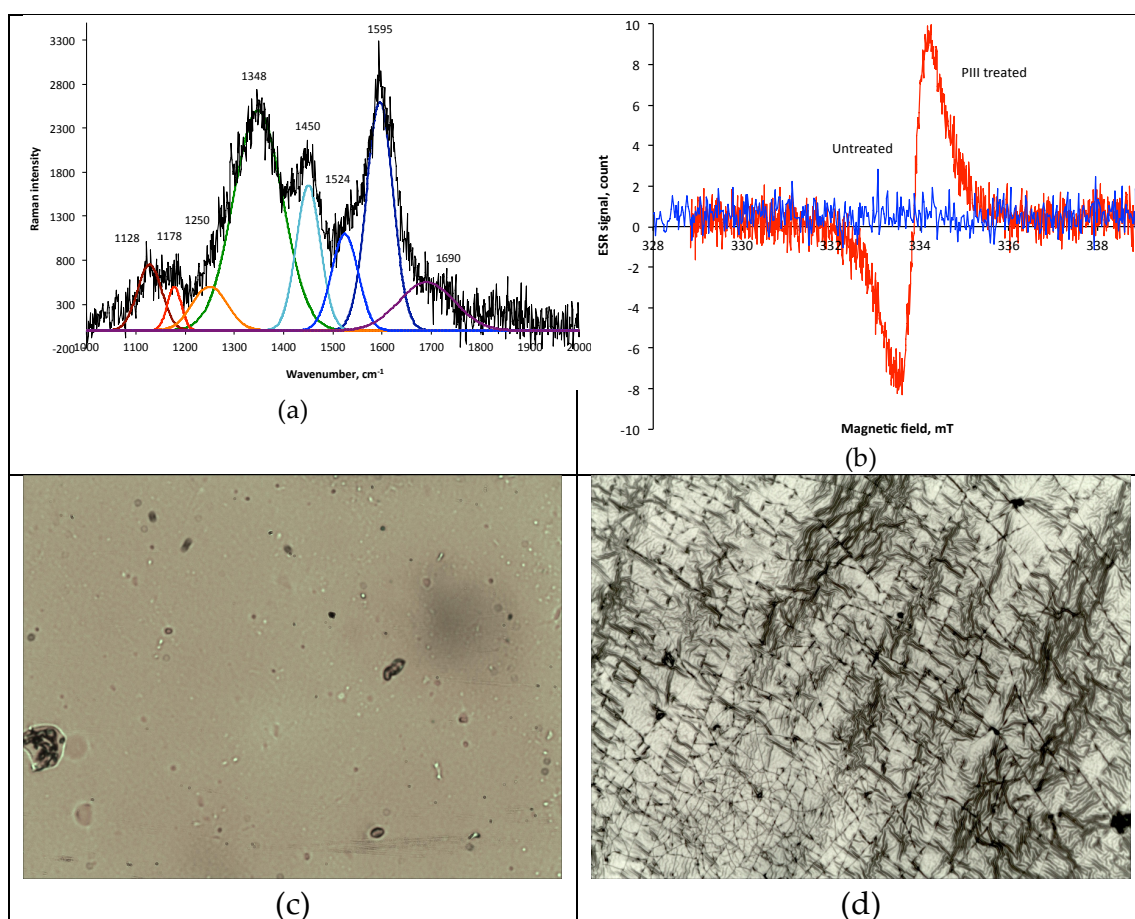 3300
2800
2300
1800
1300
800
300
-200
Raman intensity
1128
1178
1250
1348
1450
1524
1595
1690
1000 1100 1200 1300 1400 1500 1600 1700 1800 1900 2000
Wavenumber, cm-1
(a)
10
8
6
4
2
0
-2
-4
-6
-8
-10
ESR signal, count
PIII treated
Untreated
328 330 332 334 336 338
Magnetic field, mT
(b)
(c)
(d)